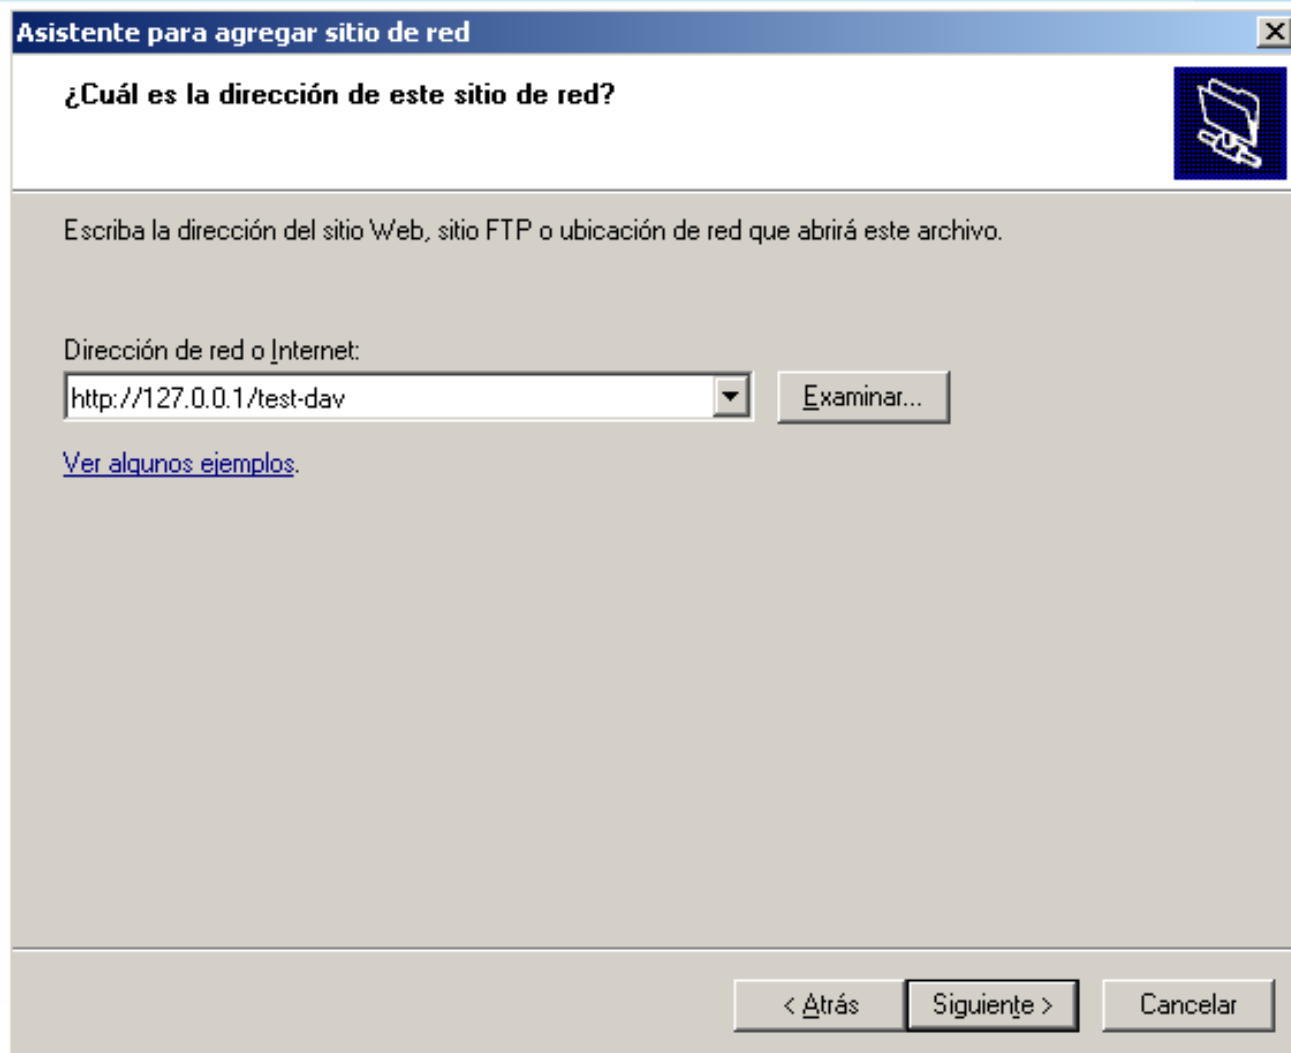 Asistente para agregar sitio de red
¿Cuál es la dirección de este sitio de red?
Escriba la dirección del sitio Web, sitio FTP o ubicación de red que abrirá este archivo.
Dirección de red o Internet:
http://127.0.0.1/test-dav
Examinar...
Ver algunos ejemplos.
< Atrás
Siguiente >
Cancelar